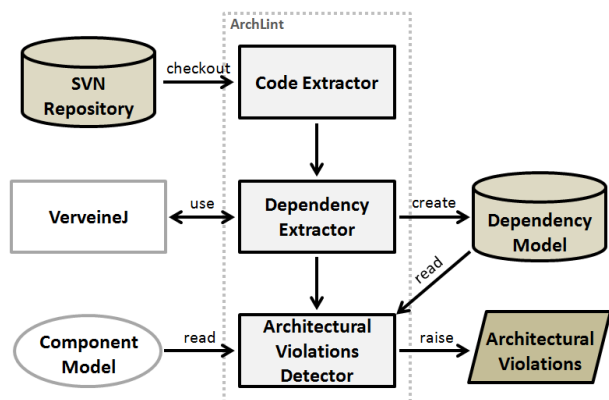 ArchLint
SVN
Repository
checkout
Code Extractor
VerveineJ
use
Dependency
Extractor
create
Dependency
Model
read
Component
Model
read
Architectural
Violations
Detector
raise
Architectural
Violations